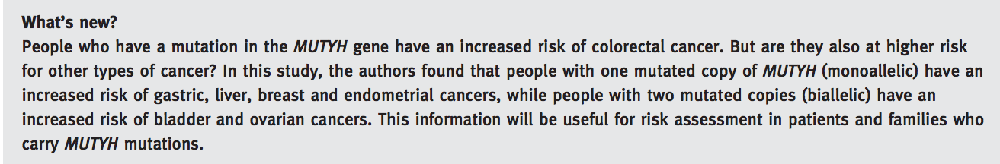 What's new?
People who have a mutation in the MUTYH gene have an increased risk of colorectal cancer. But are they also at higher risk
for other types of cancer? In this study, the authors found that people with one mutated copy of MUTYH (monoallelic) have an
increased risk of gastric, liver, breast and endometrial cancers, while people with two mutated copies (biallelic) have an
increased risk of bladder and ovarian cancers. This information will be useful for risk assessment in patients and families who
carry MUTYH mutations.